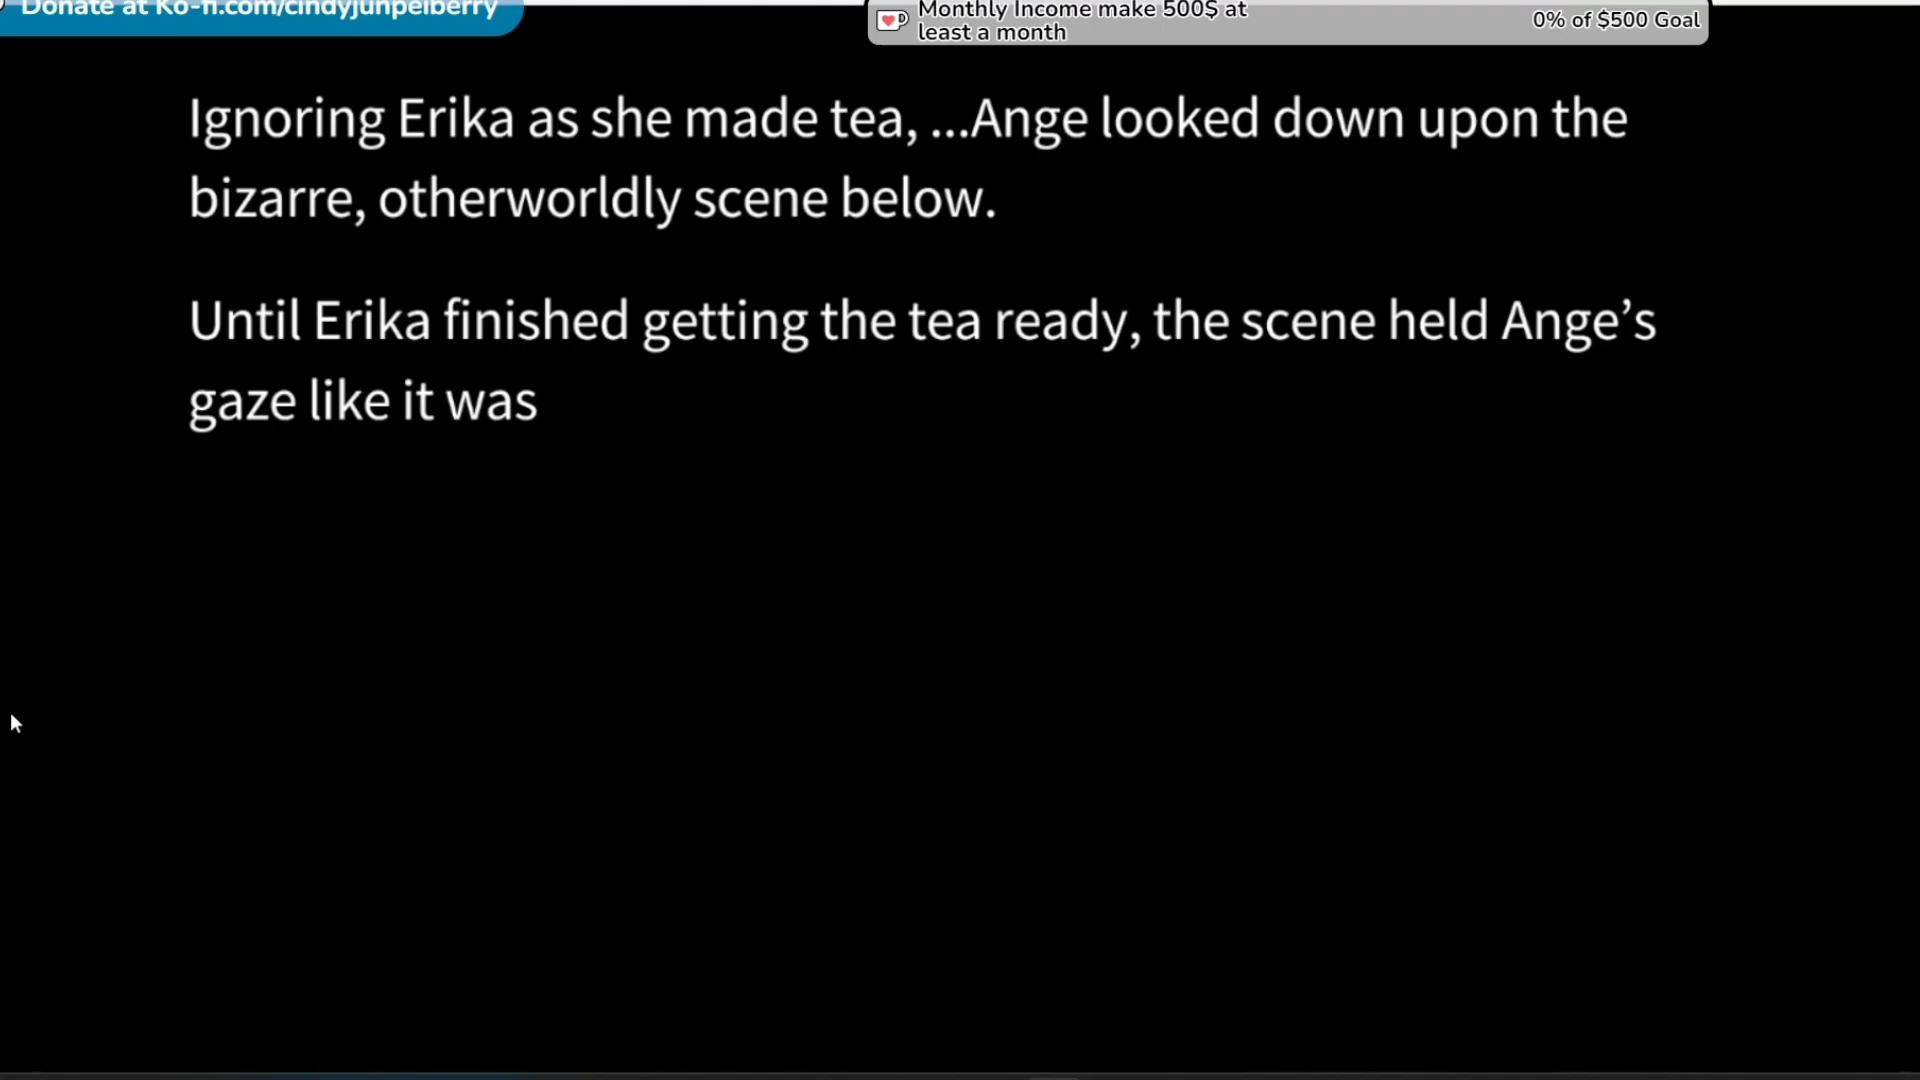 Donate at Ko-fi.com/cindyjunpeiberry
Monthly Income make 500$ at
least a month
0% of $500 Goal
Ignoring Erika as she made tea, ...Ange looked down upon the
bizarre, otherworldly scene below.
Until Erika finished getting the tea ready, the scene held Ange’s
gaze like it was